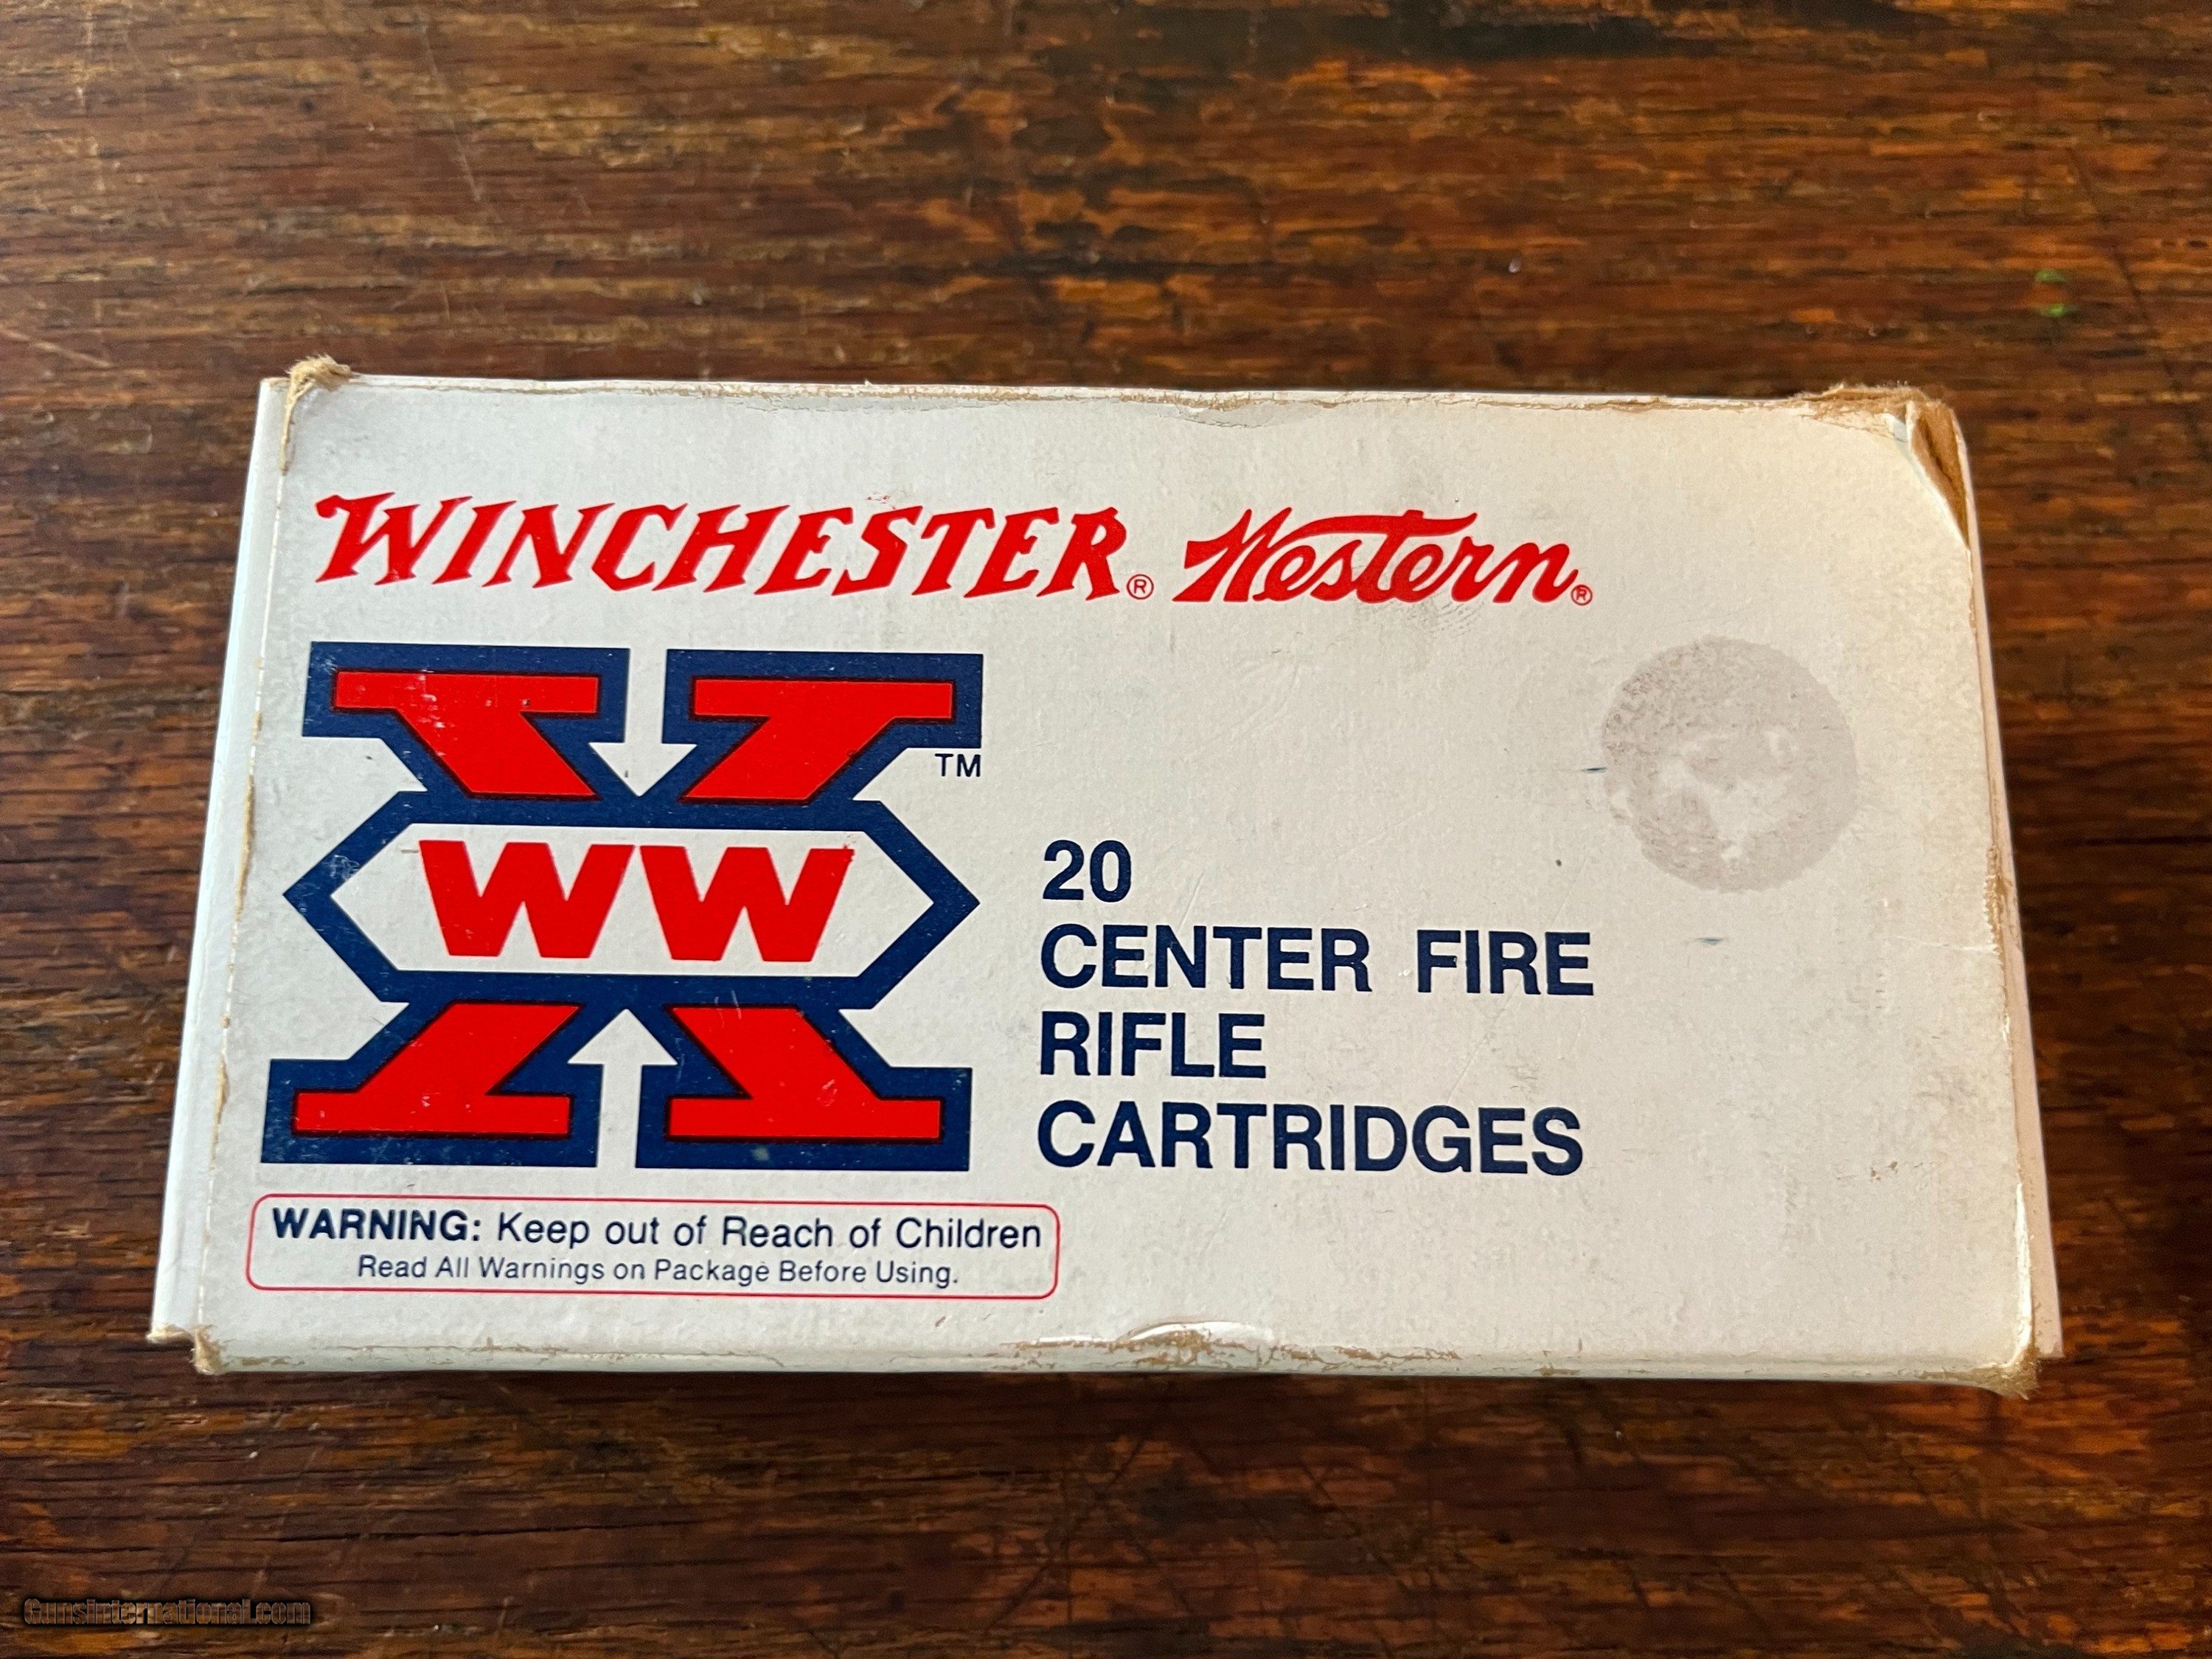 WINCHESTER® Western®
TM
WW
20
CENTER FIRE
RIFLE
CARTRIDGES
WARNING: Keep out of Reach of Children
Read All Warnings on Package Before Using.
GunsInternational.com